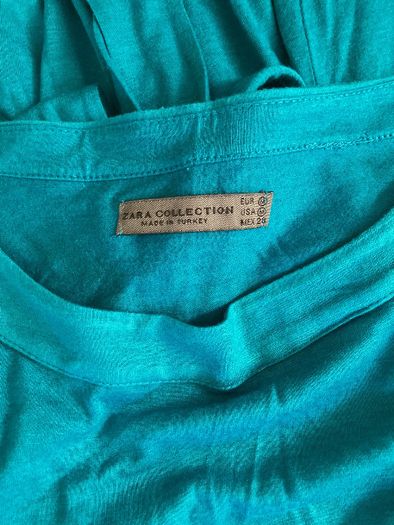 ZARA COLLECTION
MADE IN TURKEY
EUR M
USA M
MEX 28